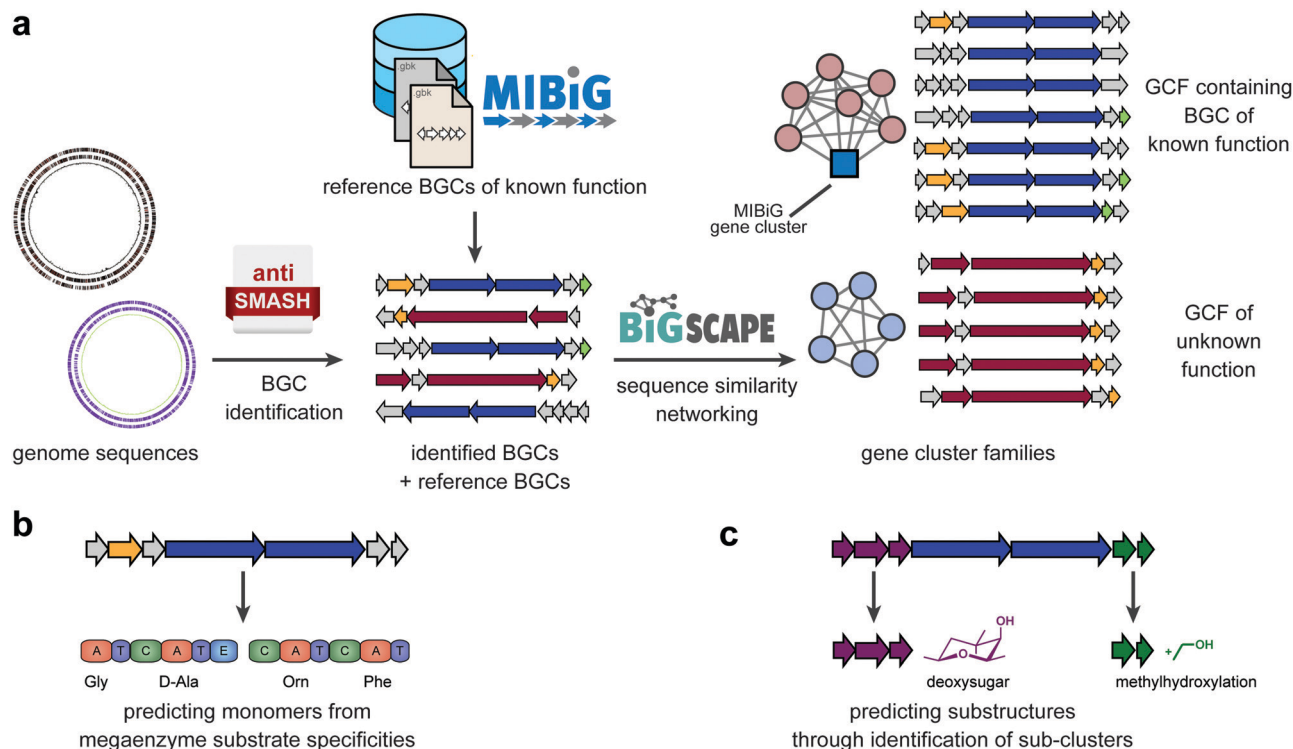 a
.gbk
.gbk
MIBiG
reference BGCs of known function
anti
SMASH
BGC
identification
genome sequences
identified BGCs
+ reference BGCs
BiGSCAPE
sequence similarity
networking
MIBiG
gene cluster
GCF containing
BGC of
known function
GCF of
unknown
function
gene cluster families
b
A T C A T E C A T C A T
Gly D-Ala Orn Phe
predicting monomers from
megaenzyme substrate specificities
c
OH
O
deoxysugar
+ OH
methylhydroxylation
predicting substructures
through identification of sub-clusters